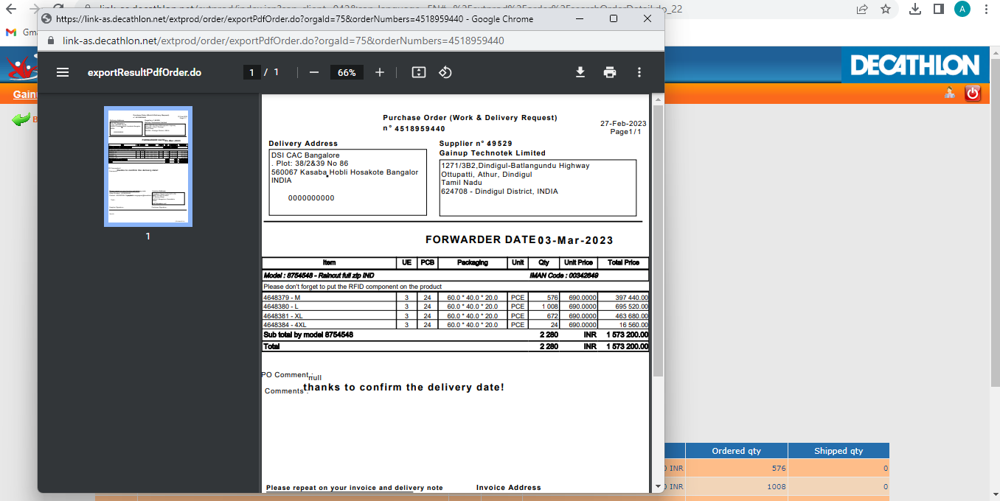 https://link-as.decathlon.net/extprod/order/exportPdfOrder.do?orgaId=75&orderNumbers=4518959440 - Google Chrome
link-as.decathlon.net/extprod/order/exportPdfOrder.do?orgaId=75&orderNumbers=4518959440
A
DECATHLON
Gain
exportResultPdfOrder.do
1 / 1
66%
1
Purchase Order (Work & Delivery Request)
n° 4518959440
27-Feb-2023
Page1/1
Delivery Address
DSI CAC Bangalore
. Plot: 38/2&39 No 86
560067 Kasaba Hobli Hosakote Bangalor
INDIA
0000000000
Supplier n° 49529
Gainup Technotek Limited
1271/3B2,Dindigul-Batlangundu Highway
Ottupatti, Athur, Dindigul
Tamil Nadu
624708 - Dindigul District, INDIA
FORWARDER DATE 03-Mar-2023
Item UE PCB Packaging Unit Qty Unit Price Total Price
Model : 8754548 - Raincut full zip IND IMAN Code : 00342649
Please don't forget to put the RFID component on the product
4648379 - M 3 24 60.0 * 40.0 * 20.0 PCE 576 690.0000 397 440.00
4648380 - L 3 24 60.0 * 40.0 * 20.0 PCE 1 008 690.0000 695 520.00
4648381 - XL 3 24 60.0 * 40.0 * 20.0 PCE 672 690.0000 463 680.00
4648384 - 4XL 3 24 60.0 * 40.0 * 20.0 PCE 24 690.0000 16 560.00
Sub total by model 8754548 2 280 INR 1 573 200.00
Total 2 280 INR 1 573 200.00
PO Comment : null
Comments : thanks to confirm the delivery date!
Please repeat on your invoice and delivery note
Invoice Address
Ordered qty Shipped qty
INR 576 0
INR 1008 0